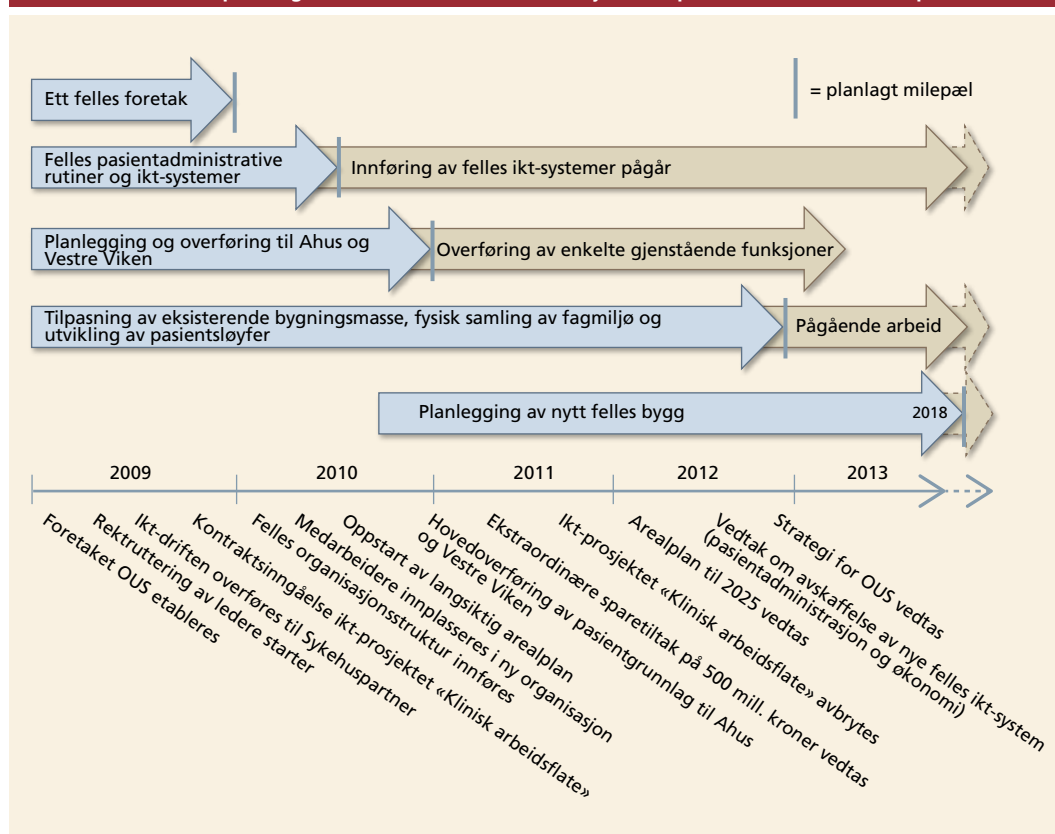 Ett felles foretak
= planlagt milepæl
Felles pasientadministrative
rutiner og ikt-systemer
Innføring av felles ikt-systemer pågår
Planlegging og overføring til Ahus og
Vestre Viken
Overføring av enkelte gjenstående funksjoner
Tilpasning av eksisterende bygningsmasse, fysisk samling av fagmiljø og
utvikling av pasientsløyfer
Pågående arbeid
Planlegging av nytt felles bygg
2018
2009
2010
2011
2012
2013
Foretaket OUS etableres
Rektruttering av ledere starter
Ikt-driften overføres til Sykehuspartner
Kontraktsinngåelse ikt-prosjektet «Klinisk arbeidsflate»
Felles organisasjonsstruktur innføres
Medarbeidere innplasseres i ny organisasjon
Oppstart av langsiktig arealplan
Hovedoverføring av pasientgrunnlag til Ahus
og Vestre Viken
Ekstraordinære sparetiltak på 500 mill. kroner vedtas
Ikt-prosjektet «Klinisk arbeidsflate» avbrytes
Arealplan til 2025 vedtas
Vedtak om avskaffelse av nye felles ikt-system
(pasientadministrasjon og økonomi)
Strategi for OUS vedtas